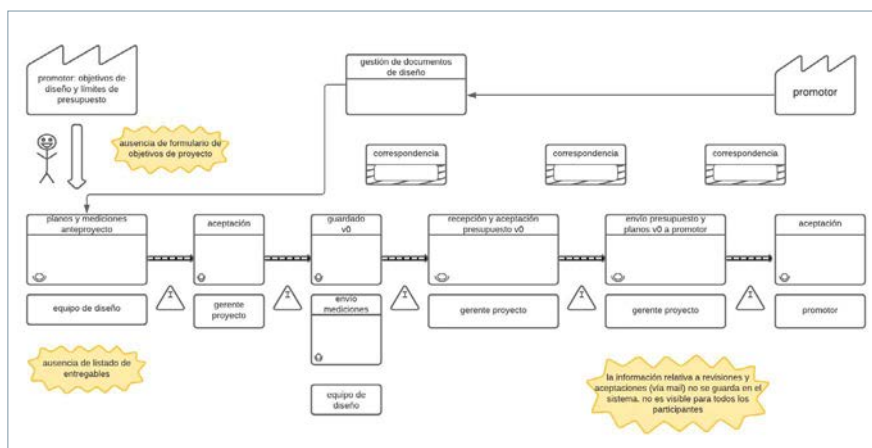 promotor: objetivos de
diseño y límites de
presupuesto
gestión de documentos
de diseño
promotor
ausencia de formulario de
objetivos de proyecto
correspondencia
correspondencia
correspondencia
planos y mediciones
anteproyecto
aceptación
guardado
v0
recepción y aceptación
presupuesto v0
envío presupuesto y
planos v0 a promotor
aceptación
I
I
I
I
I
equipo de diseño
gerente
proyecto
envío
mediciones
gerente proyecto
gerente proyecto
promotor
ausencia de listado de
entregables
equipo de
diseño
la información relativa a revisiones y
aceptaciones (vía mail) no se guarda en el
sistema. no es visible para todos los
participantes